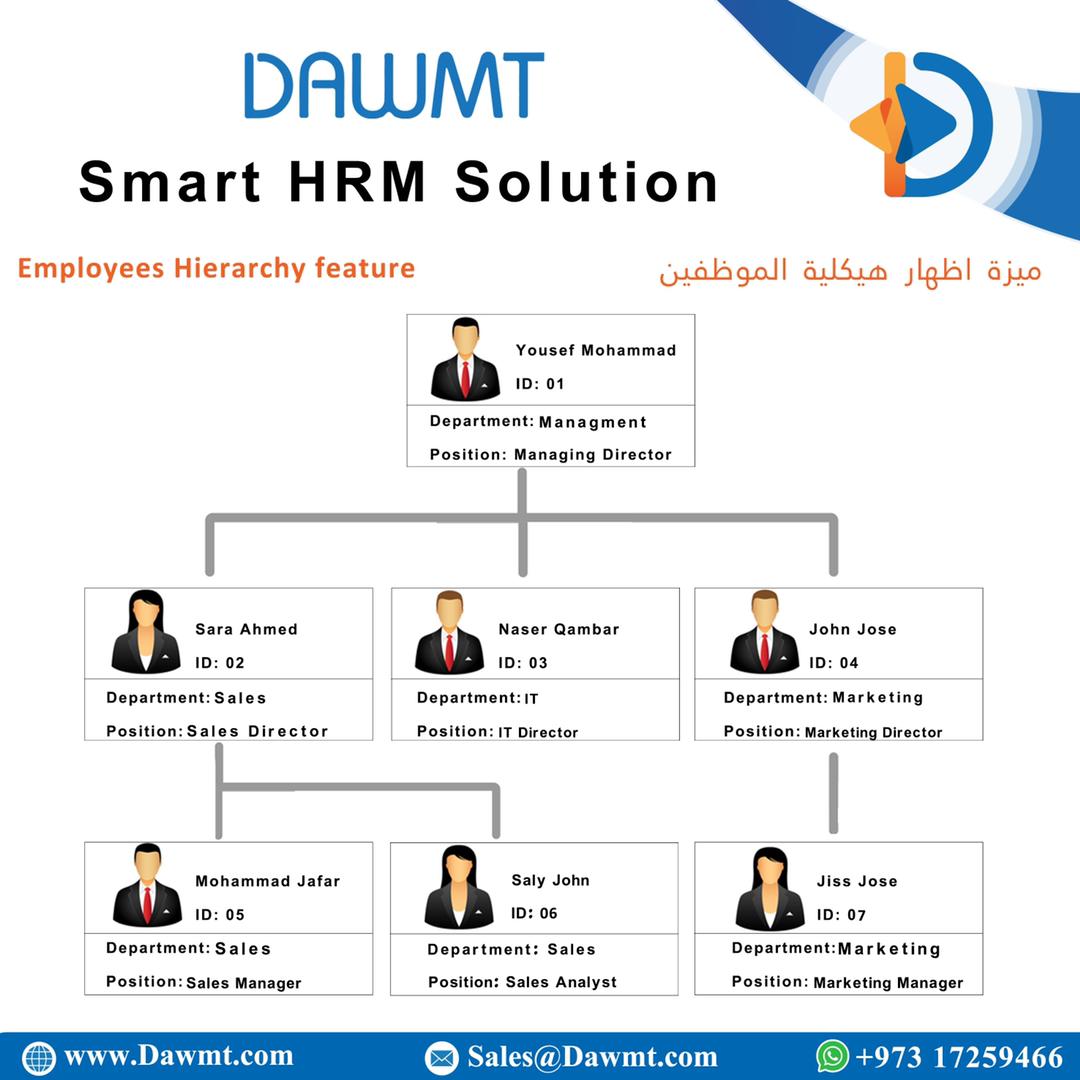 DAWMT
Smart HRM Solution
Employees Hierarchy feature
ميزة اظهار هيكلية الموظفين
Yousef Mohammad
ID: 01
Department: Managment
Position: Managing Director
Sara Ahmed
ID: 02
Department: Sales
Position: Sales Director
Naser Qambar
ID: 03
Department: IT
Position: IT Director
John Jose
ID: 04
Department: Marketing
Position: Marketing Director
Mohammad Jafar
ID: 05
Department: Sales
Position: Sales Manager
Saly John
ID: 06
Department: Sales
Position: Sales Analyst
Jiss Jose
ID: 07
Department:Marketing
Position: Marketing Manager
www.Dawmt.com
Sales@Dawmt.com
+973 17259466